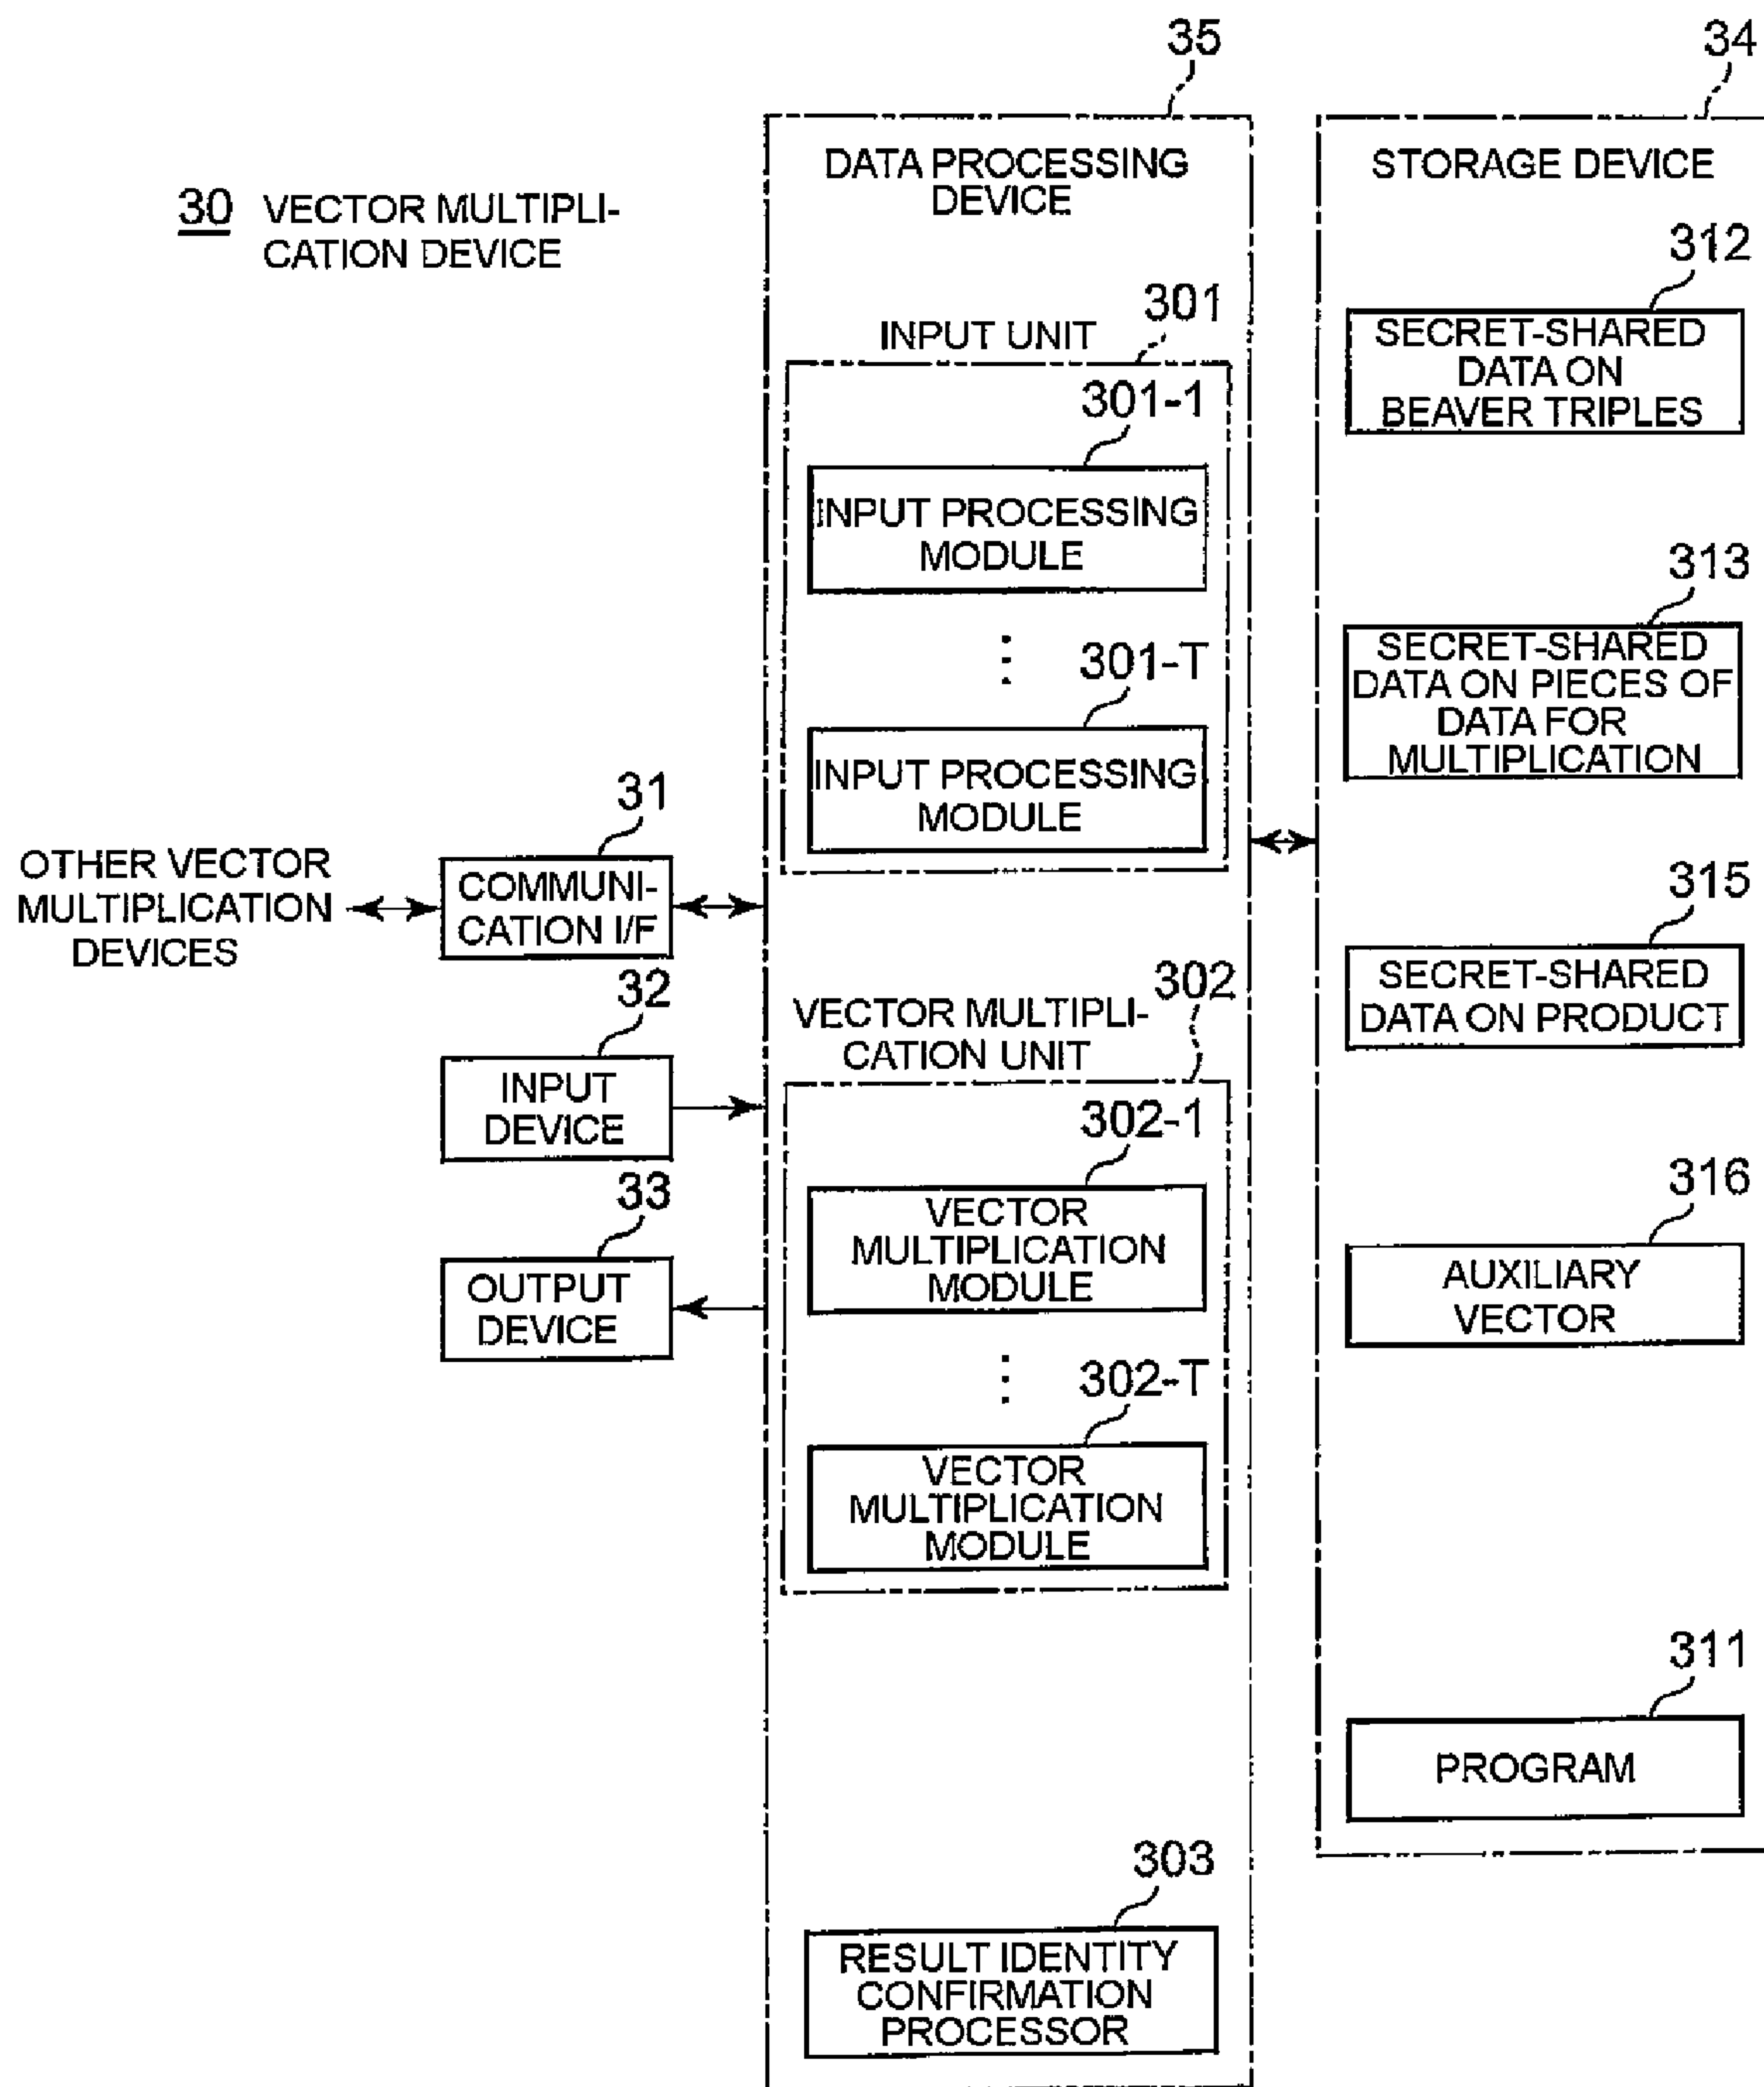 35
34
DATA PROCESSING
DEVICE
STORAGE DEVICE
30 VECTOR MULTIPLI-
CATION DEVICE
312
SECRET-SHARED
DATA ON
BEAVER TRIPLES
301
INPUT UNIT
301-1
INPUT PROCESSING
MODULE
⋮
301-T
INPUT PROCESSING
MODULE
313
SECRET-SHARED
DATA ON PIECES OF
DATA FOR
MULTIPLICATION
31
OTHER VECTOR
MULTIPLICATION
DEVICES
COMMUNI-
CATION I/F
315
SECRET-SHARED
DATA ON PRODUCT
32
INPUT
DEVICE
302
VECTOR MULTIPLI-
CATION UNIT
302-1
VECTOR
MULTIPLICATION
MODULE
⋮
302-T
VECTOR
MULTIPLICATION
MODULE
33
OUTPUT
DEVICE
316
AUXILIARY
VECTOR
311
PROGRAM
303
RESULT IDENTITY
CONFIRMATION
PROCESSOR